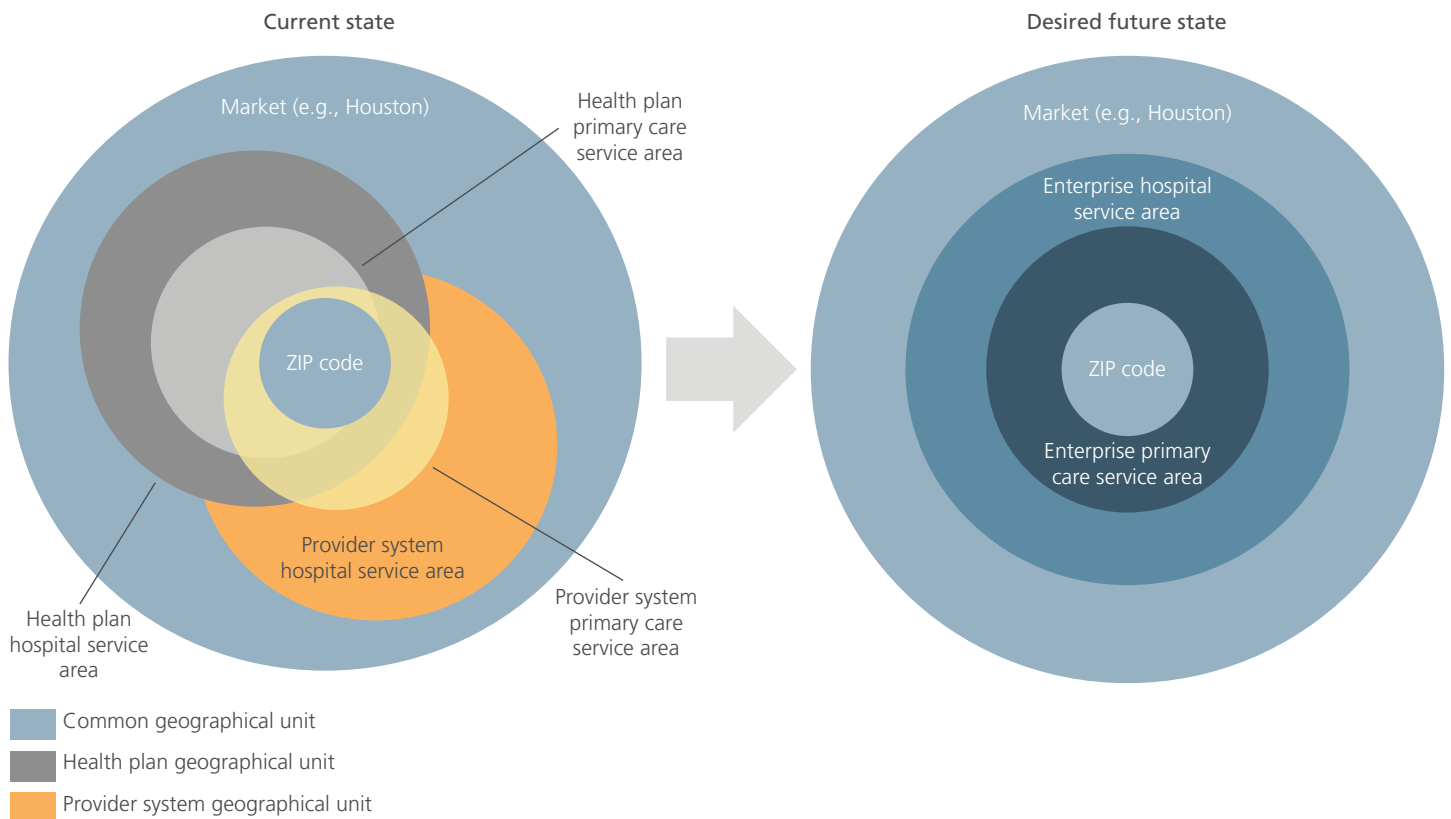 Current state
Market (e.g., Houston)
Health plan
primary care
service area
ZIP code
Provider system
hospital service area
Health plan
hospital service
area
Provider system
primary care
service area
Desired future state
Market (e.g., Houston)
Enterprise hospital
service area
ZIP code
Enterprise primary
care service area
Common geographical unit
Health plan geographical unit
Provider system geographical unit